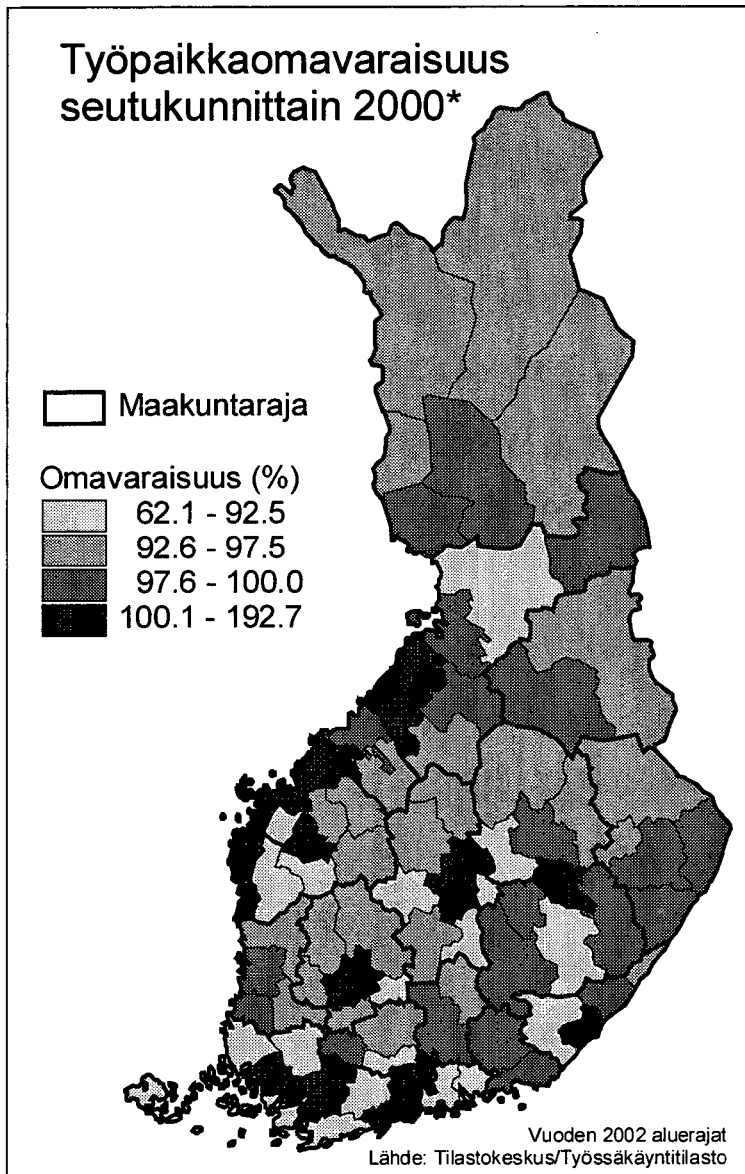 Työpaikkaomavaraisuus
seutukunnittain 2000*
Maakuntaraja
Omavaraisuus (%)
62.1 - 92.5
92.6 - 97.5
97.6 - 100.0
100.1 - 192.7
Vuoden 2002 aluerajat
Lähde: Tilastokeskus/Työssäkäyntitilasto